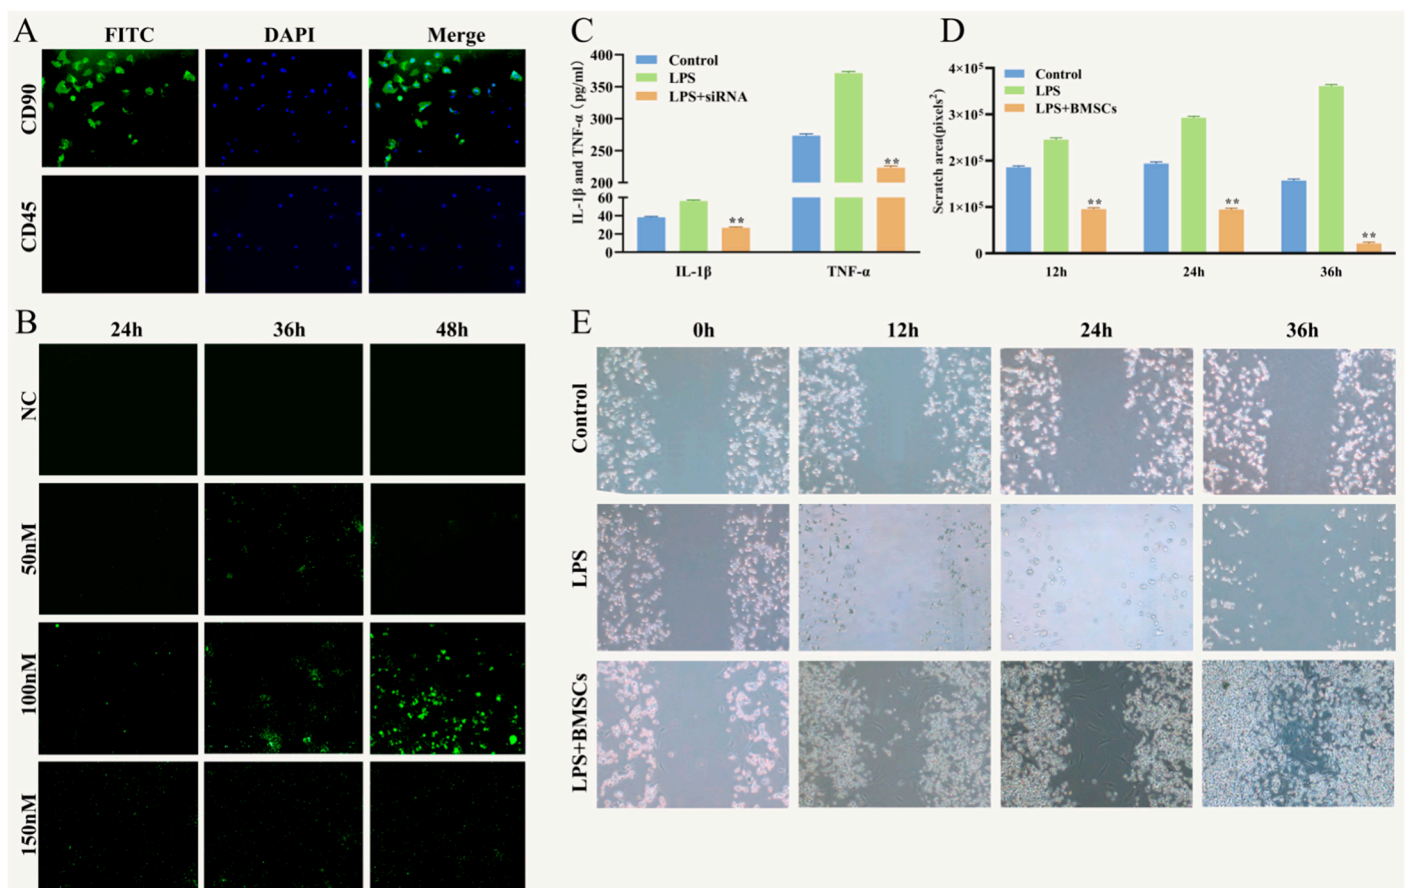 A
FITC DAPI Merge
CD90
CD45
B
24h 36h 48h
NC
50nM
100nM
150nM
C
IL-1β and TNF-α (pg/ml)
400
350
300
250
200
60
40
20
0
Control
LPS
LPS+siRNA
**
**
IL-1β TNF-α
D
Scratch area(pixels²)
4×10⁵
3×10⁵
2×10⁵
1×10⁵
0
Control
LPS
LPS+BMSCs
**
**
**
12h 24h 36h
E
0h 12h 24h 36h
Control
LPS
LPS+BMSCs